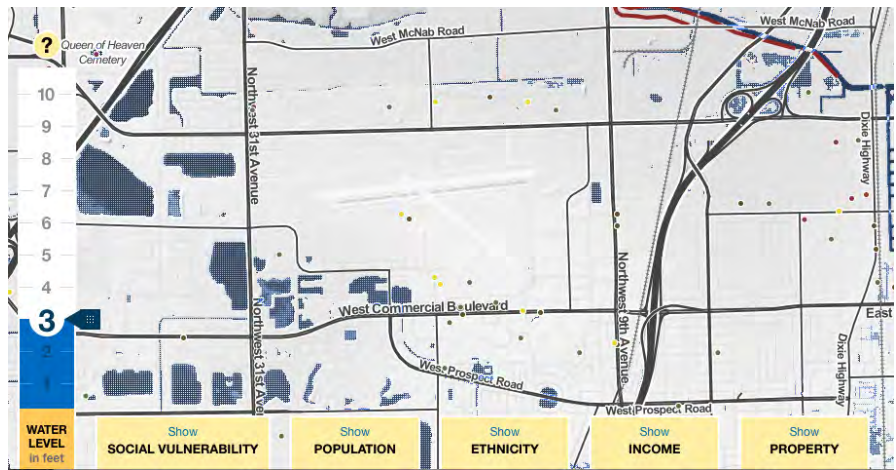 West McNab Road
West McNab Road
?
Queen of Heaven
Cemetery
10
9
8
7
6
5
4
3
2
1
Northwest 31st Avenue
Dixie Highway
West Commercial Boulevard
East
Northwest 9th Avenue
Northwest 31st Aven
Dixie Highway
West Prospect Road
West Prospect Road
WATER
LEVEL
in feet
Show
SOCIAL VULNERABILITY
Show
POPULATION
Show
ETHNICITY
Show
INCOME
Show
PROPERTY